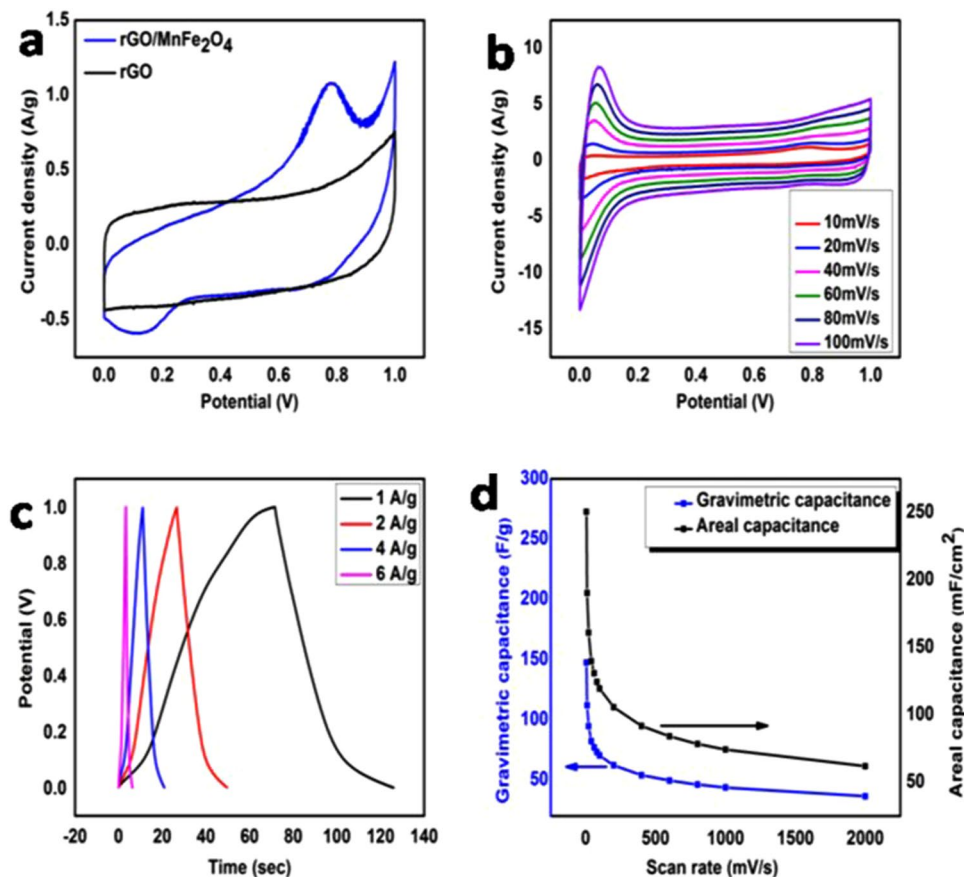 a
rGO/MnFe₂O₄
rGO
1.5
1.0
0.5
0.0
-0.5
Current density (A/g)
0.0 0.2 0.4 0.6 0.8 1.0
Potential (V)
b
10
5
0
-5
-10
-15
Current density (A/g)
10mV/s
20mV/s
40mV/s
60mV/s
80mV/s
100mV/s
0.0 0.2 0.4 0.6 0.8 1.0
Potential (V)
c
1 A/g
2 A/g
4 A/g
6 A/g
1.0
0.8
0.6
0.4
0.2
0.0
Potential (V)
-20 0 20 40 60 80 100 120 140
Time (sec)
d
Gravimetric capacitance
Areal capacitance
300
250
200
150
100
50
Gravimetric capacitance (F/g)
250
200
150
100
50
Areal capacitance (mF/cm²)
0 500 1000 1500 2000
Scan rate (mV/s)